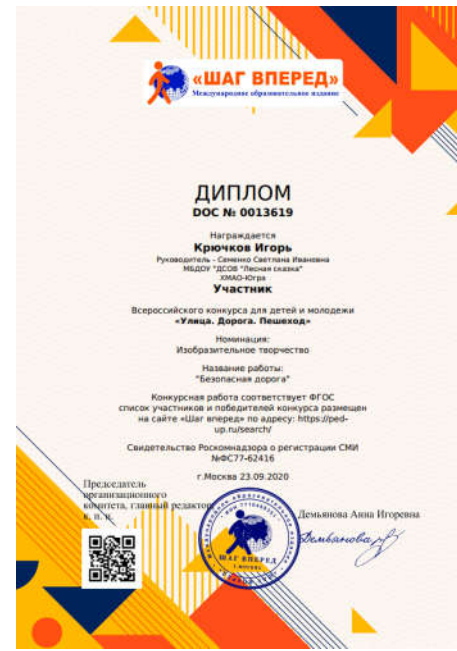 «ШАГ ВПЕРЕД»
Международное образовательное издание
ДИПЛОМ
DOC № 0013619
Награждается
Крючков Игорь
Руководитель - Семенко Светлана Ивановна
МБДОУ "ДСОВ "Лесная сказка"
ХМАО-Югра
Участник
Всероссийского конкурса для детей и молодежи
«Улица. Дорога. Пешеход»
Номинация:
Изобразительное творчество
Название работы:
"Безопасная дорога"
Конкурсная работа соответствует ФГОС
список участников и победителей конкурса размещен
на сайте «Шаг вперед» по адресу: https://ped-
up.ru/search/
Свидетельство Роскомнадзора о регистрации СМИ
№ФС77-62416
г.Москва 23.09.2020
Председатель
организационного
комитета, главный редактор
к. п. н.
Демьянова Анна Игоревна
Демьянова
ШАГ ВПЕРЕД
г. МОСКВА